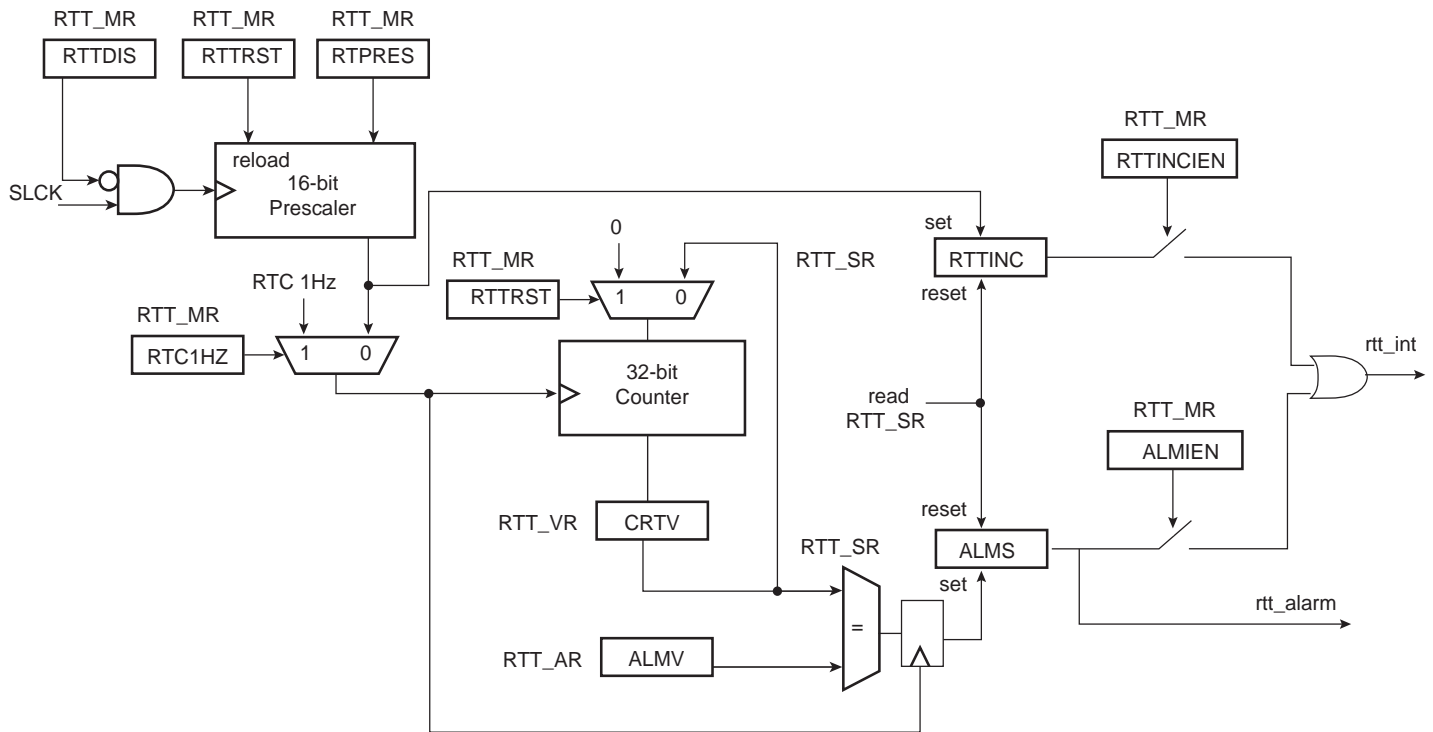 RTT_MR
RTT_MR
RTT_MR
RTTDIS
RTTRST
RTPRES
reload
16-bit
Prescaler
SLCK
RTT_MR
RTTINCIEN
0
set
RTT_MR
RTT_SR
RTTINC
RTC 1Hz
RTTRST
1
0
reset
RTT_MR
RTC1HZ
1
0
32-bit
Counter
rtt_int
read
RTT_SR
RTT_MR
ALMIEN
reset
RTT_VR
CRTV
RTT_SR
ALMS
set
rtt_alarm
=
RTT_AR
ALMV